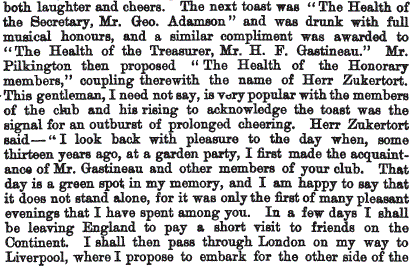 both laughter and cheers. The next toast was "The Health of
the Secretary, Mr. Geo. Adamson" and was drunk with full
musical honours, and a similar compliment was awarded to
"The Health of the Treasurer, Mr. H. F. Gastineau." Mr.
Pilkington then proposed "The Health of the Honorary
members," coupling therewith the name of Herr Zukertort.
This gentleman, I need not say, is very popular with the members
of the club and his rising to acknowledge the toast was the
signal for an outburst of prolonged cheering. Herr Zukertort
said—"I look back with pleasure to the day when, some
thirteen years ago, at a garden party, I first made the acquaint-
ance of Mr. Gastineau and other members of your club. That
day is a green spot in my memory, and I am happy to say that
it does not stand alone, for it was only the first of many pleasant
evenings that I have spent among you. In a few days I shall
be leaving England to pay a short visit to friends on the
Continent. I shall then pass through London on my way to
Liverpool, where I propose to embark for the other side of the